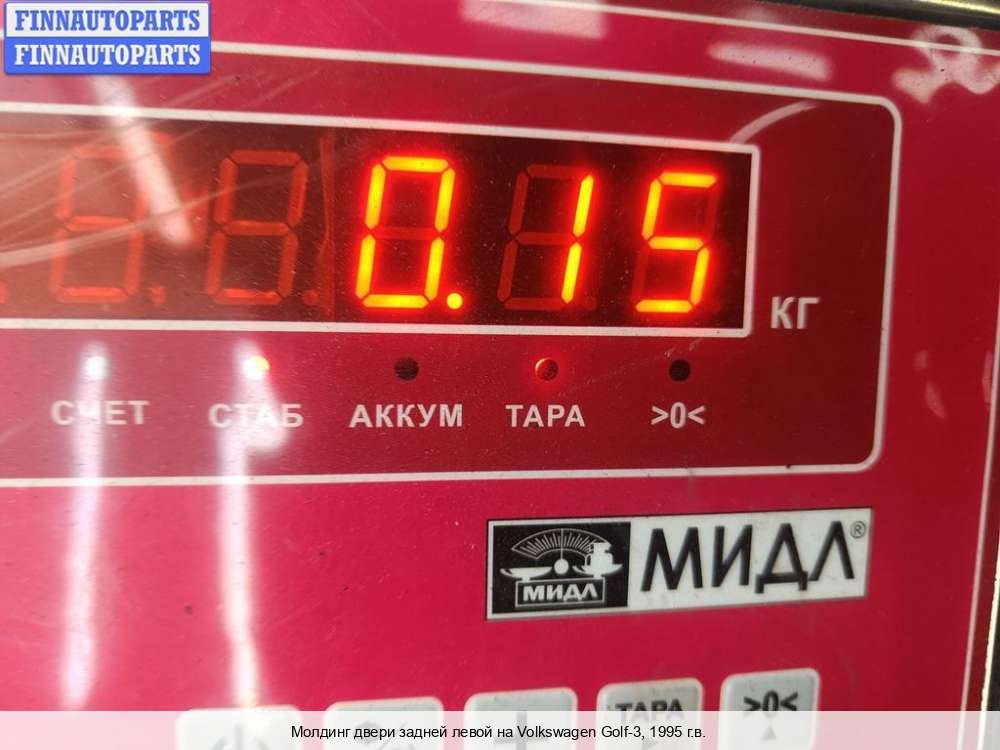 FINNAUTOPARTS
FINNAUTOPARTS
0.15
КГ
СЧЕТ СТАБ АККУМ ТАРА >0<
МИДЛ МИДЛ®
ТАРА >0<
Молдинг двери задней левой на Volkswagen Golf-3, 1995 г.в.